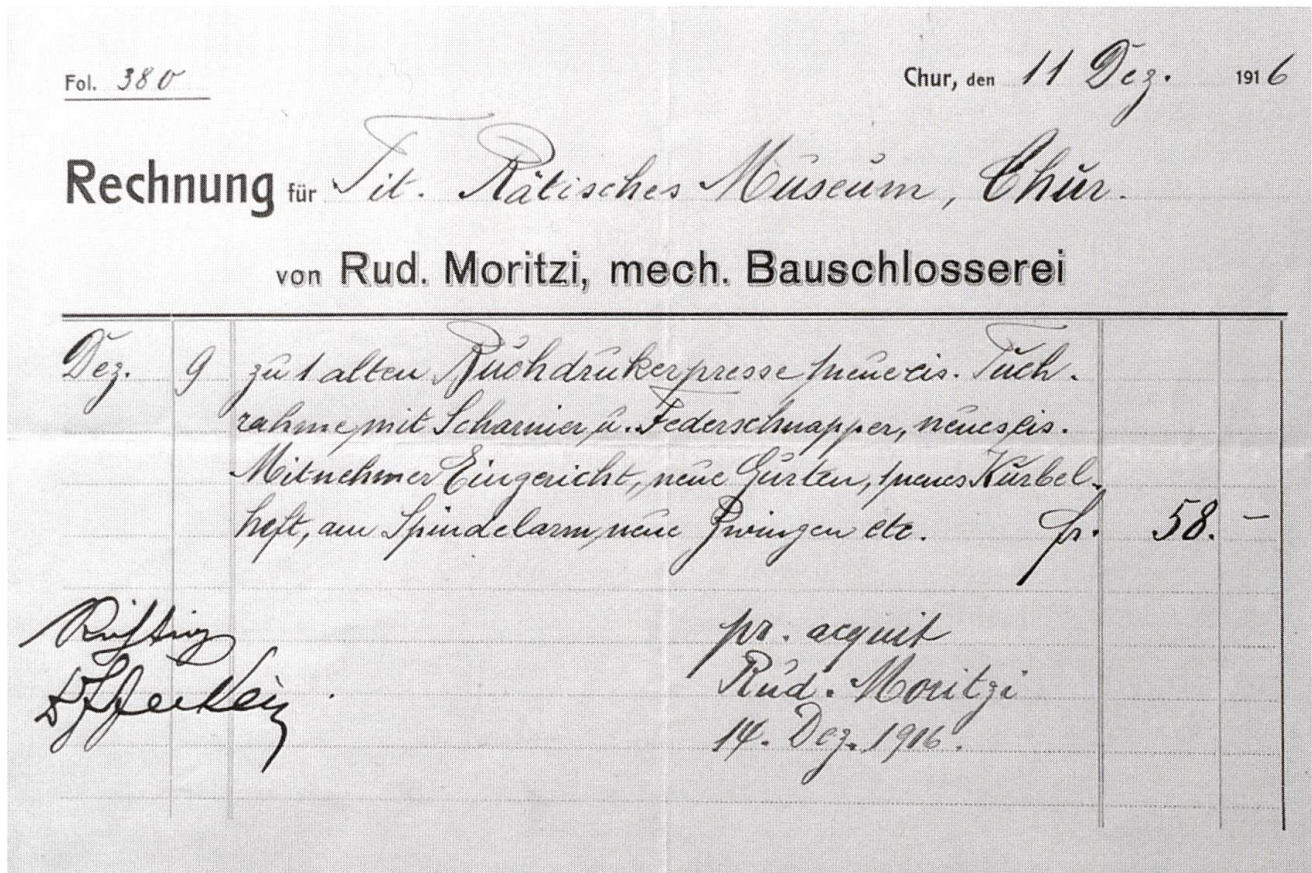 Fol. 380
Chur, den 11 Dez. 1916
Rechnung für Tit. Rätisches Museum, Chur.
von Rud. Moritzi, mech. Bauschlosserei
Dez. 9 zu 1 alten Buchdrukerpresse 1 neue eis. Tuch-
rahme mit Scharnier u. Federschnapper, neues eis.
Mitnehmer Eingericht, neue Gurten, 1 neues Kurbel-
heft, am Spindelarm, neue Zwingen etc. fr. 58. –
Richtig
pr. acquit
Rud. Moritzi
14. Dez. 1916.